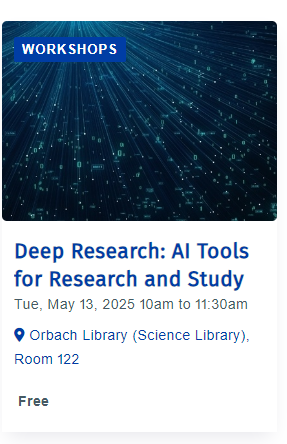 WORKSHOPS
Deep Research: AI Tools
for Research and Study
Tue, May 13, 2025 10am to 11:30am
Orbach Library (Science Library),
Room 122
Free